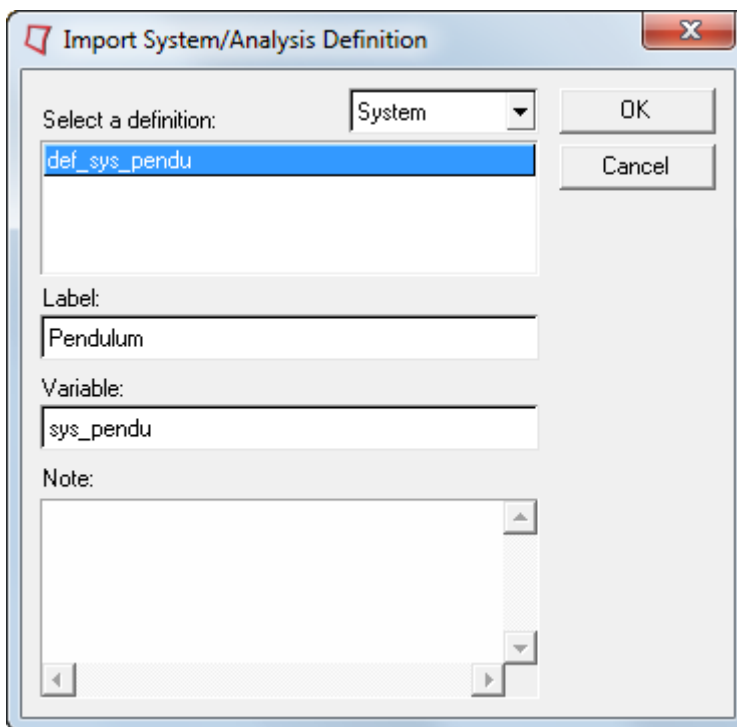 Import System/Analysis Definition
Select a definition:
System
OK
def_sys_pendu
Cancel
Label:
Pendulum
Variable:
sys_pendu
Note: